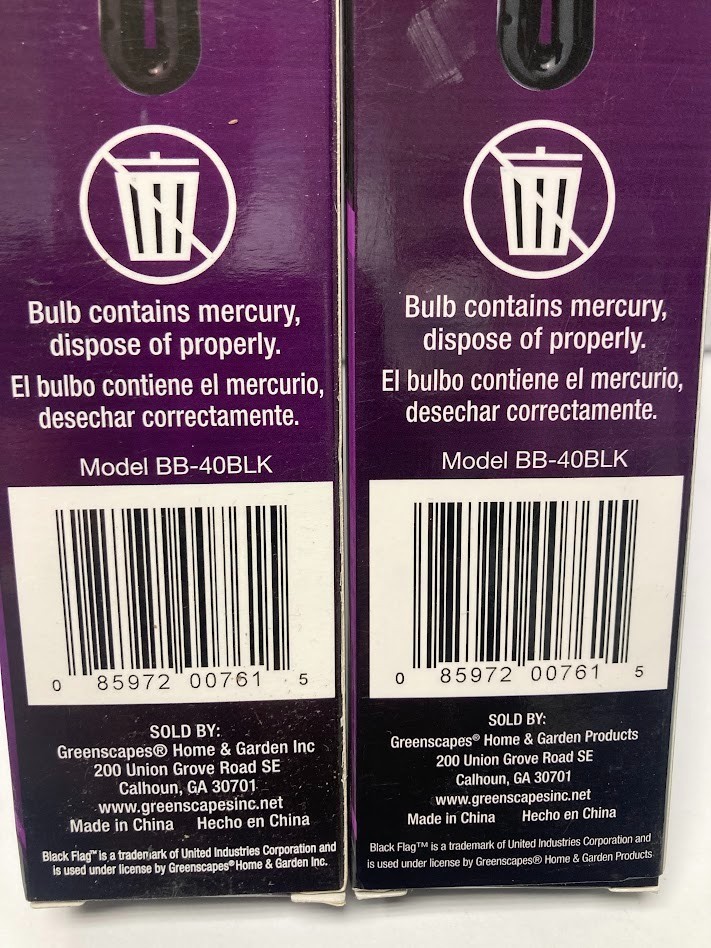 Bulb contains mercury,
dispose of properly.
El bulbo contiene el mercurio,
desechar correctamente.
Model BB-40BLK
0 85972 00761 5
SOLD BY:
Greenscapes® Home & Garden Inc
200 Union Grove Road SE
Calhoun, GA 30701
www.greenscapesinc.net
Made in China Hecho en China
Black Flag™ is a trademark of United Industries Corporation and
is used under license by Greenscapes® Home & Garden Inc.
Bulb contains mercury,
dispose of properly.
El bulbo contiene el mercurio,
desechar correctamente.
Model BB-40BLK
0 85972 00761 5
SOLD BY:
Greenscapes® Home & Garden Products
200 Union Grove Road SE
Calhoun, GA 30701
www.greenscapesinc.net
Made in China Hecho en China
Black Flag™ is a trademark of United Industries Corporation and
is used under license by Greenscapes® Home & Garden Products